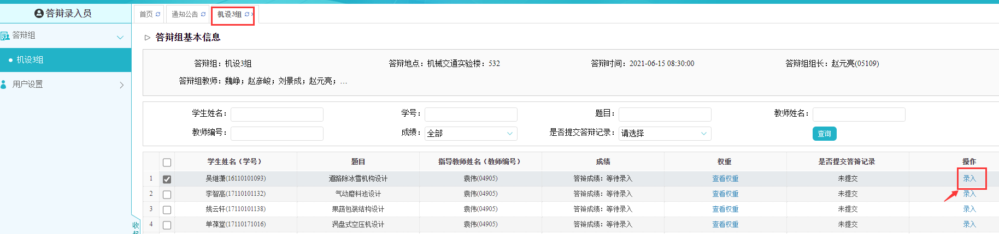 答辩录入员
首页
通知公告
机设3组
答辩组
机设3组
用户设置
答辩组基本信息
答辩组：机设3组 答辩地点：机械交通实验楼：532 答辩时间：2021-06-15 08:30:00 答辩组组长：赵元亮(05109)
答辩组教师：魏峥；赵彦峻；刘景成；赵元亮；...
学生姓名： 学号： 题目： 教师姓名：
教师编号： 成绩： 全部 是否提交答辩记录： 请选择 查询
学生姓名（学号） 题目 指导教师姓名（教师编号） 成绩 权重 是否提交答辩记录 操作
1 吴继潇(16110101093) 道路除冰雪机构设计 袁伟(04905) 答辩成绩：等待录入 查看权重 未提交 录入
2 李智高(17110101132) 气动磨料池设计 袁伟(04905) 答辩成绩：等待录入 查看权重 未提交 录入
3 姚云轩(17110101138) 果蔬包装结构设计 袁伟(04905) 答辩成绩：等待录入 查看权重 未提交 录入
4 单葆堂(17110171016) 涡盘式空压机设计 袁伟(04905) 答辩成绩：等待录入 查看权重 未提交 录入
收